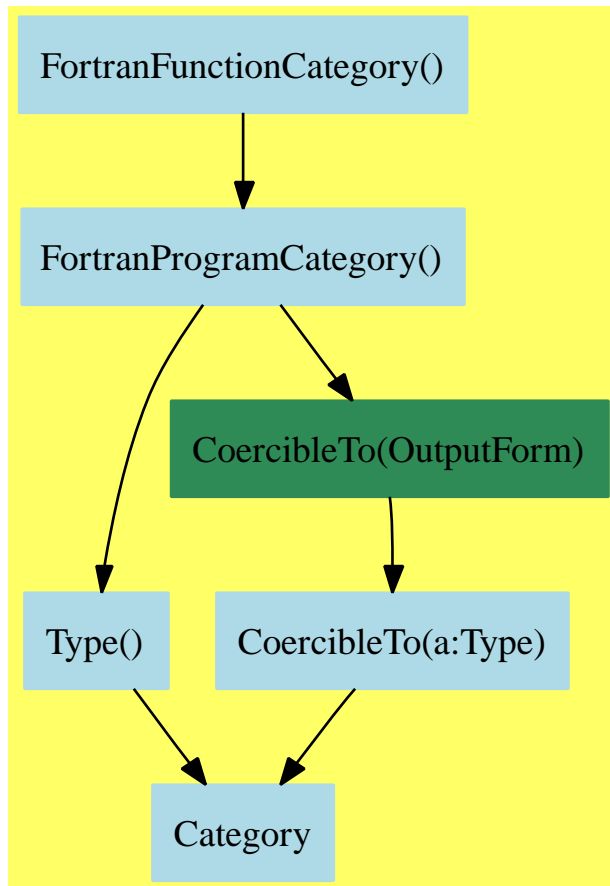 FortranFunctionCategory()
FortranProgramCategory()
CoercibleTo(OutputForm)
Type()
CoercibleTo(a:Type)
Category